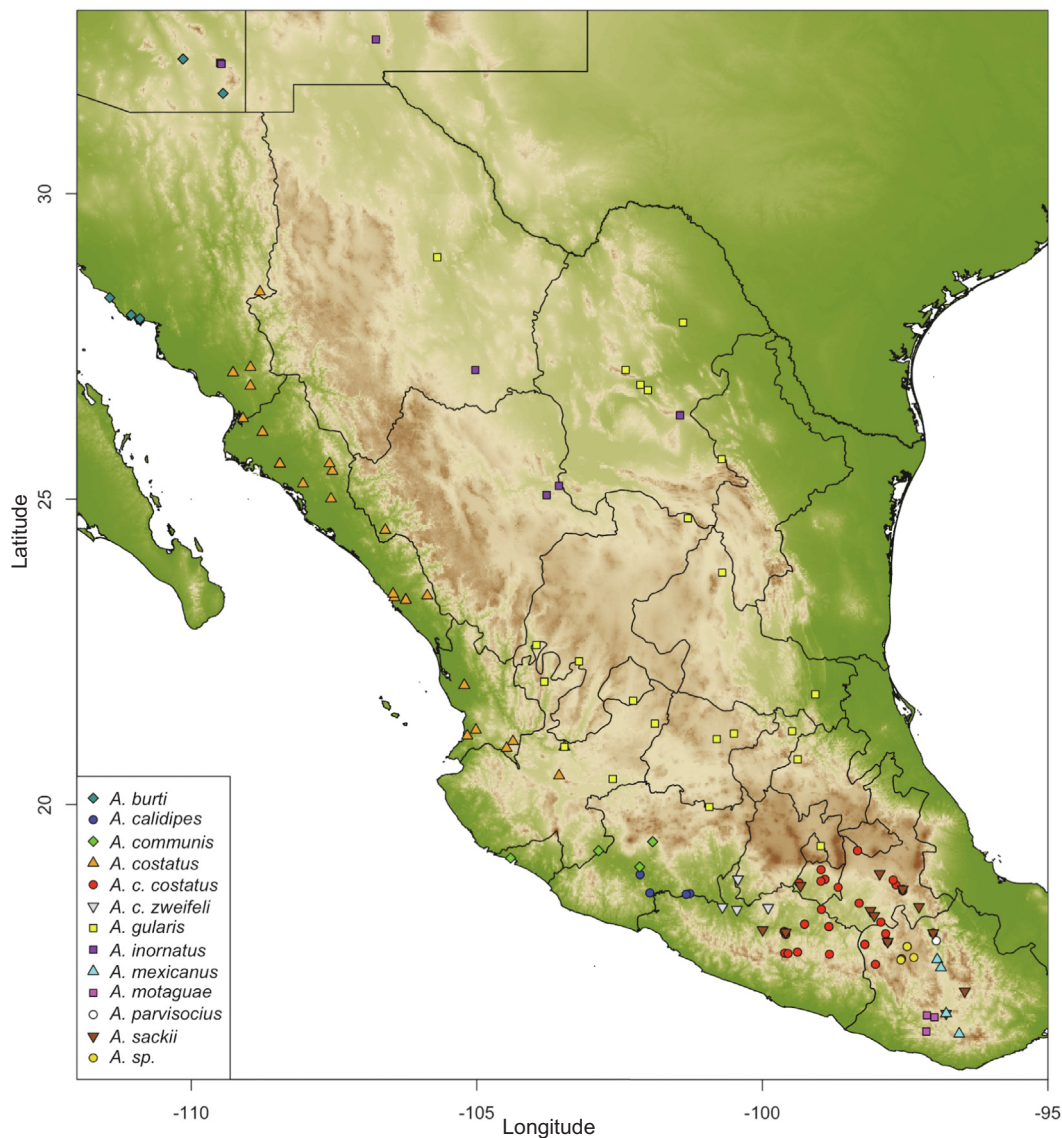 30
25
20
Latitude
A. burti
A. calidipes
A. communis
A. costatus
A. c. costatus
A. c. zweifeli
A. gularis
A. inornatus
A. mexicanus
A. motaguae
A. parvisocius
A. sackii
A. sp.
-110
-105
-100
-95
Longitude